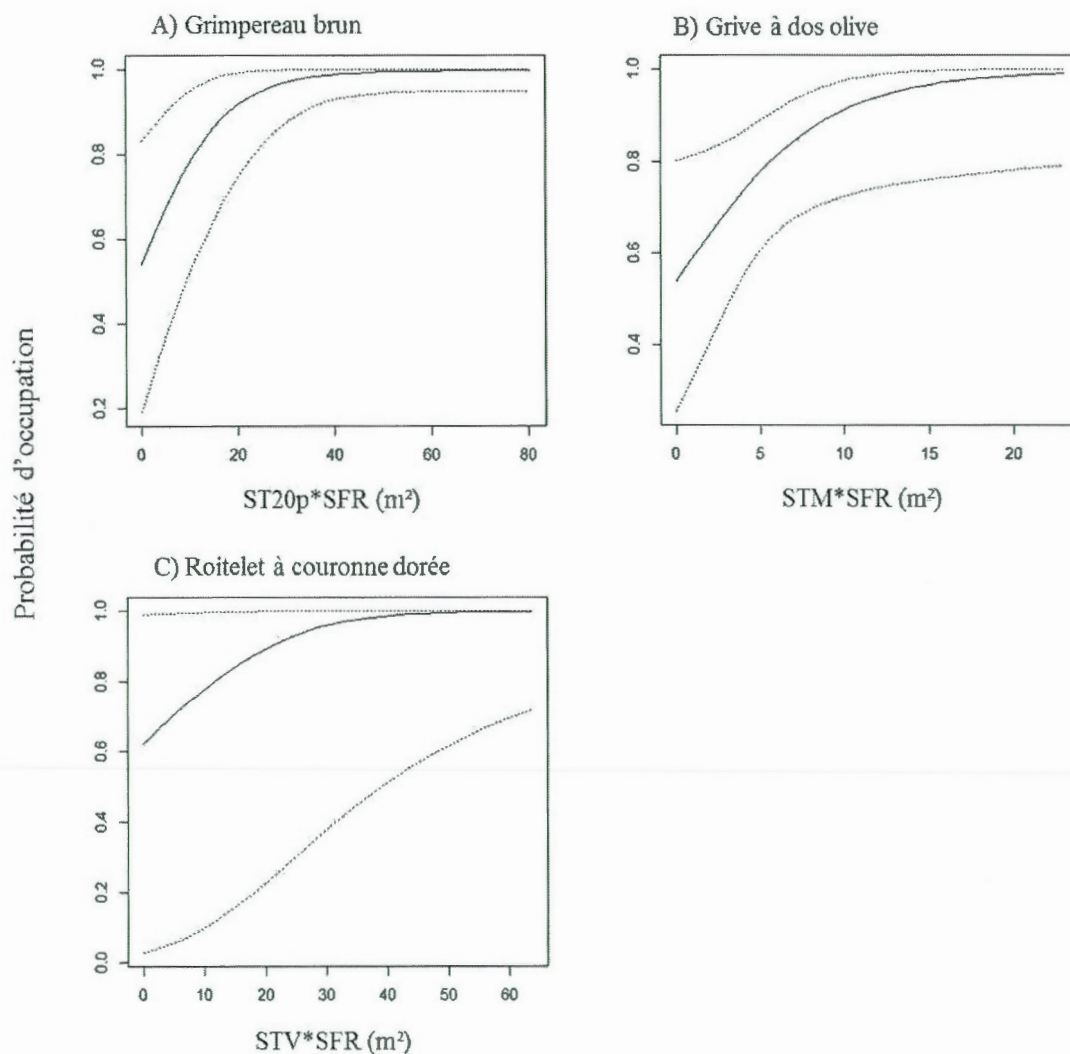 A) Grimpereau brun
1.0
0.8
0.6
0.4
0.2
0 20 40 60 80
ST20p*SFR (m²)
B) Grive à dos olive
1.0
0.8
0.6
0.4
0 5 10 15 20
STM*SFR (m²)
Probabilité d'occupation
C) Roitelet à couronne dorée
1.0
0.8
0.6
0.4
0.2
0.0
0 10 20 30 40 50 60
STV*SFR (m²)